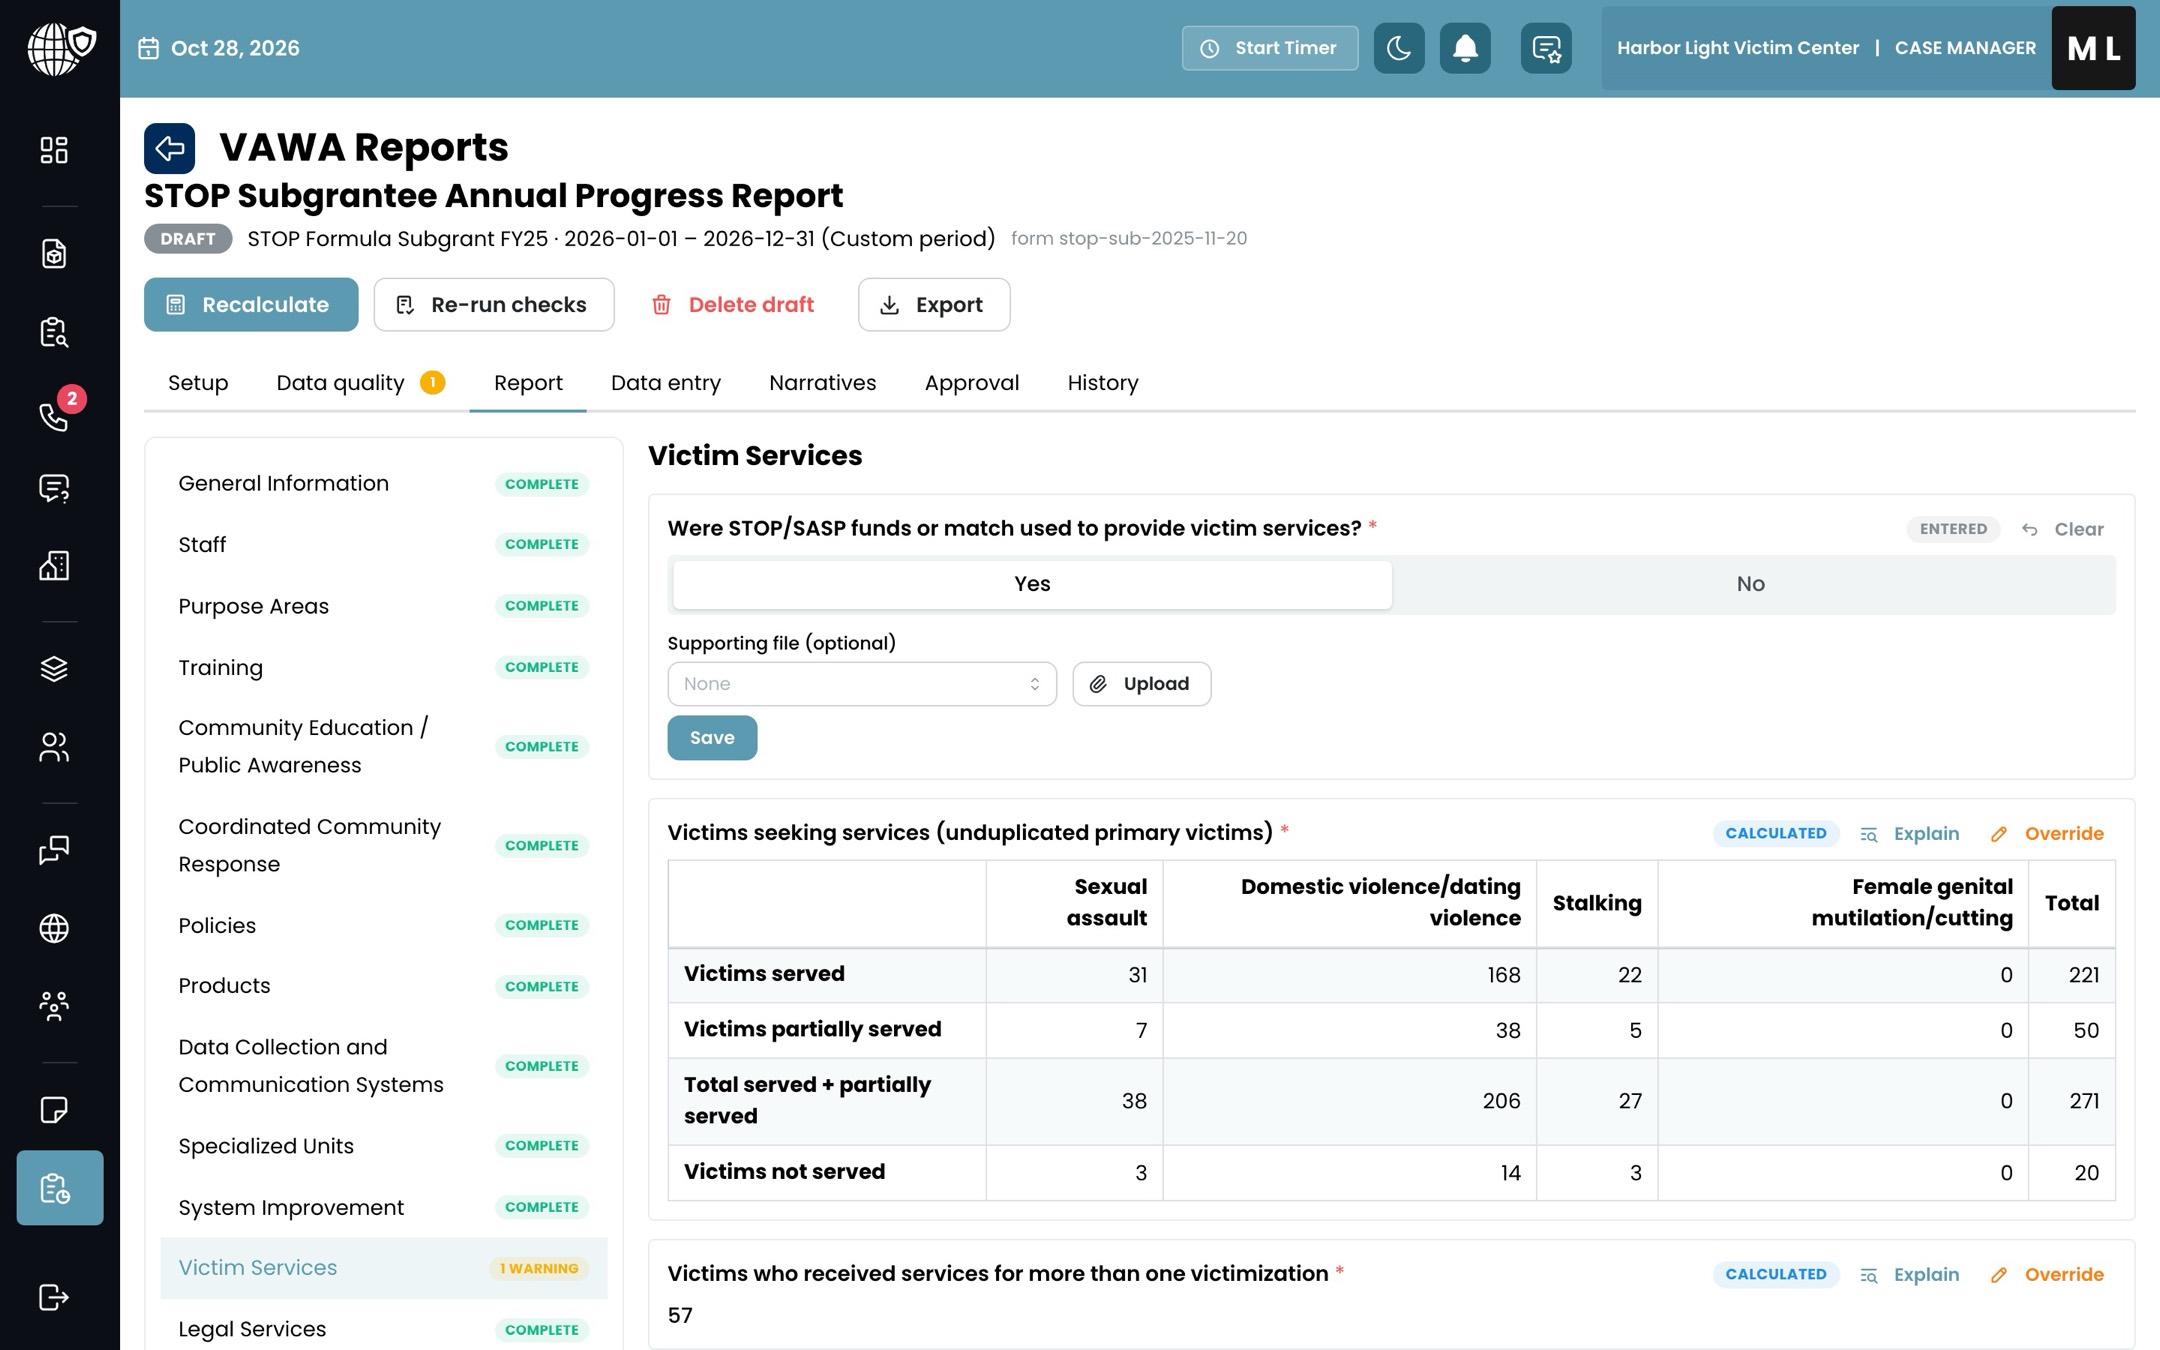 Oct 28, 2026
Start Timer
Harbor Light Victim Center | CASE MANAGER
M L
2
VAWA Reports
STOP Subgrantee Annual Progress Report
DRAFT STOP Formula Subgrant FY25 · 2026-01-01 – 2026-12-31 (Custom period) form stop-sub-2025-11-20
Recalculate Re-run checks Delete draft Export
Setup Data quality 1 Report Data entry Narratives Approval History
General Information COMPLETE
Staff COMPLETE
Purpose Areas COMPLETE
Training COMPLETE
Community Education /
Public Awareness COMPLETE
Coordinated Community
Response COMPLETE
Policies COMPLETE
Products COMPLETE
Data Collection and
Communication Systems COMPLETE
Specialized Units COMPLETE
System Improvement COMPLETE
Victim Services 1 WARNING
Legal Services COMPLETE
Victim Services
Were STOP/SASP funds or match used to provide victim services? * ENTERED Clear
Yes No
Supporting file (optional)
None Upload
Save
Victims seeking services (unduplicated primary victims) * CALCULATED Explain Override
Sexual assault Domestic violence/dating violence Stalking Female genital mutilation/cutting Total
Victims served 31 168 22 0 221
Victims partially served 7 38 5 0 50
Total served + partially served 38 206 27 0 271
Victims not served 3 14 3 0 20
Victims who received services for more than one victimization * CALCULATED Explain Override
57